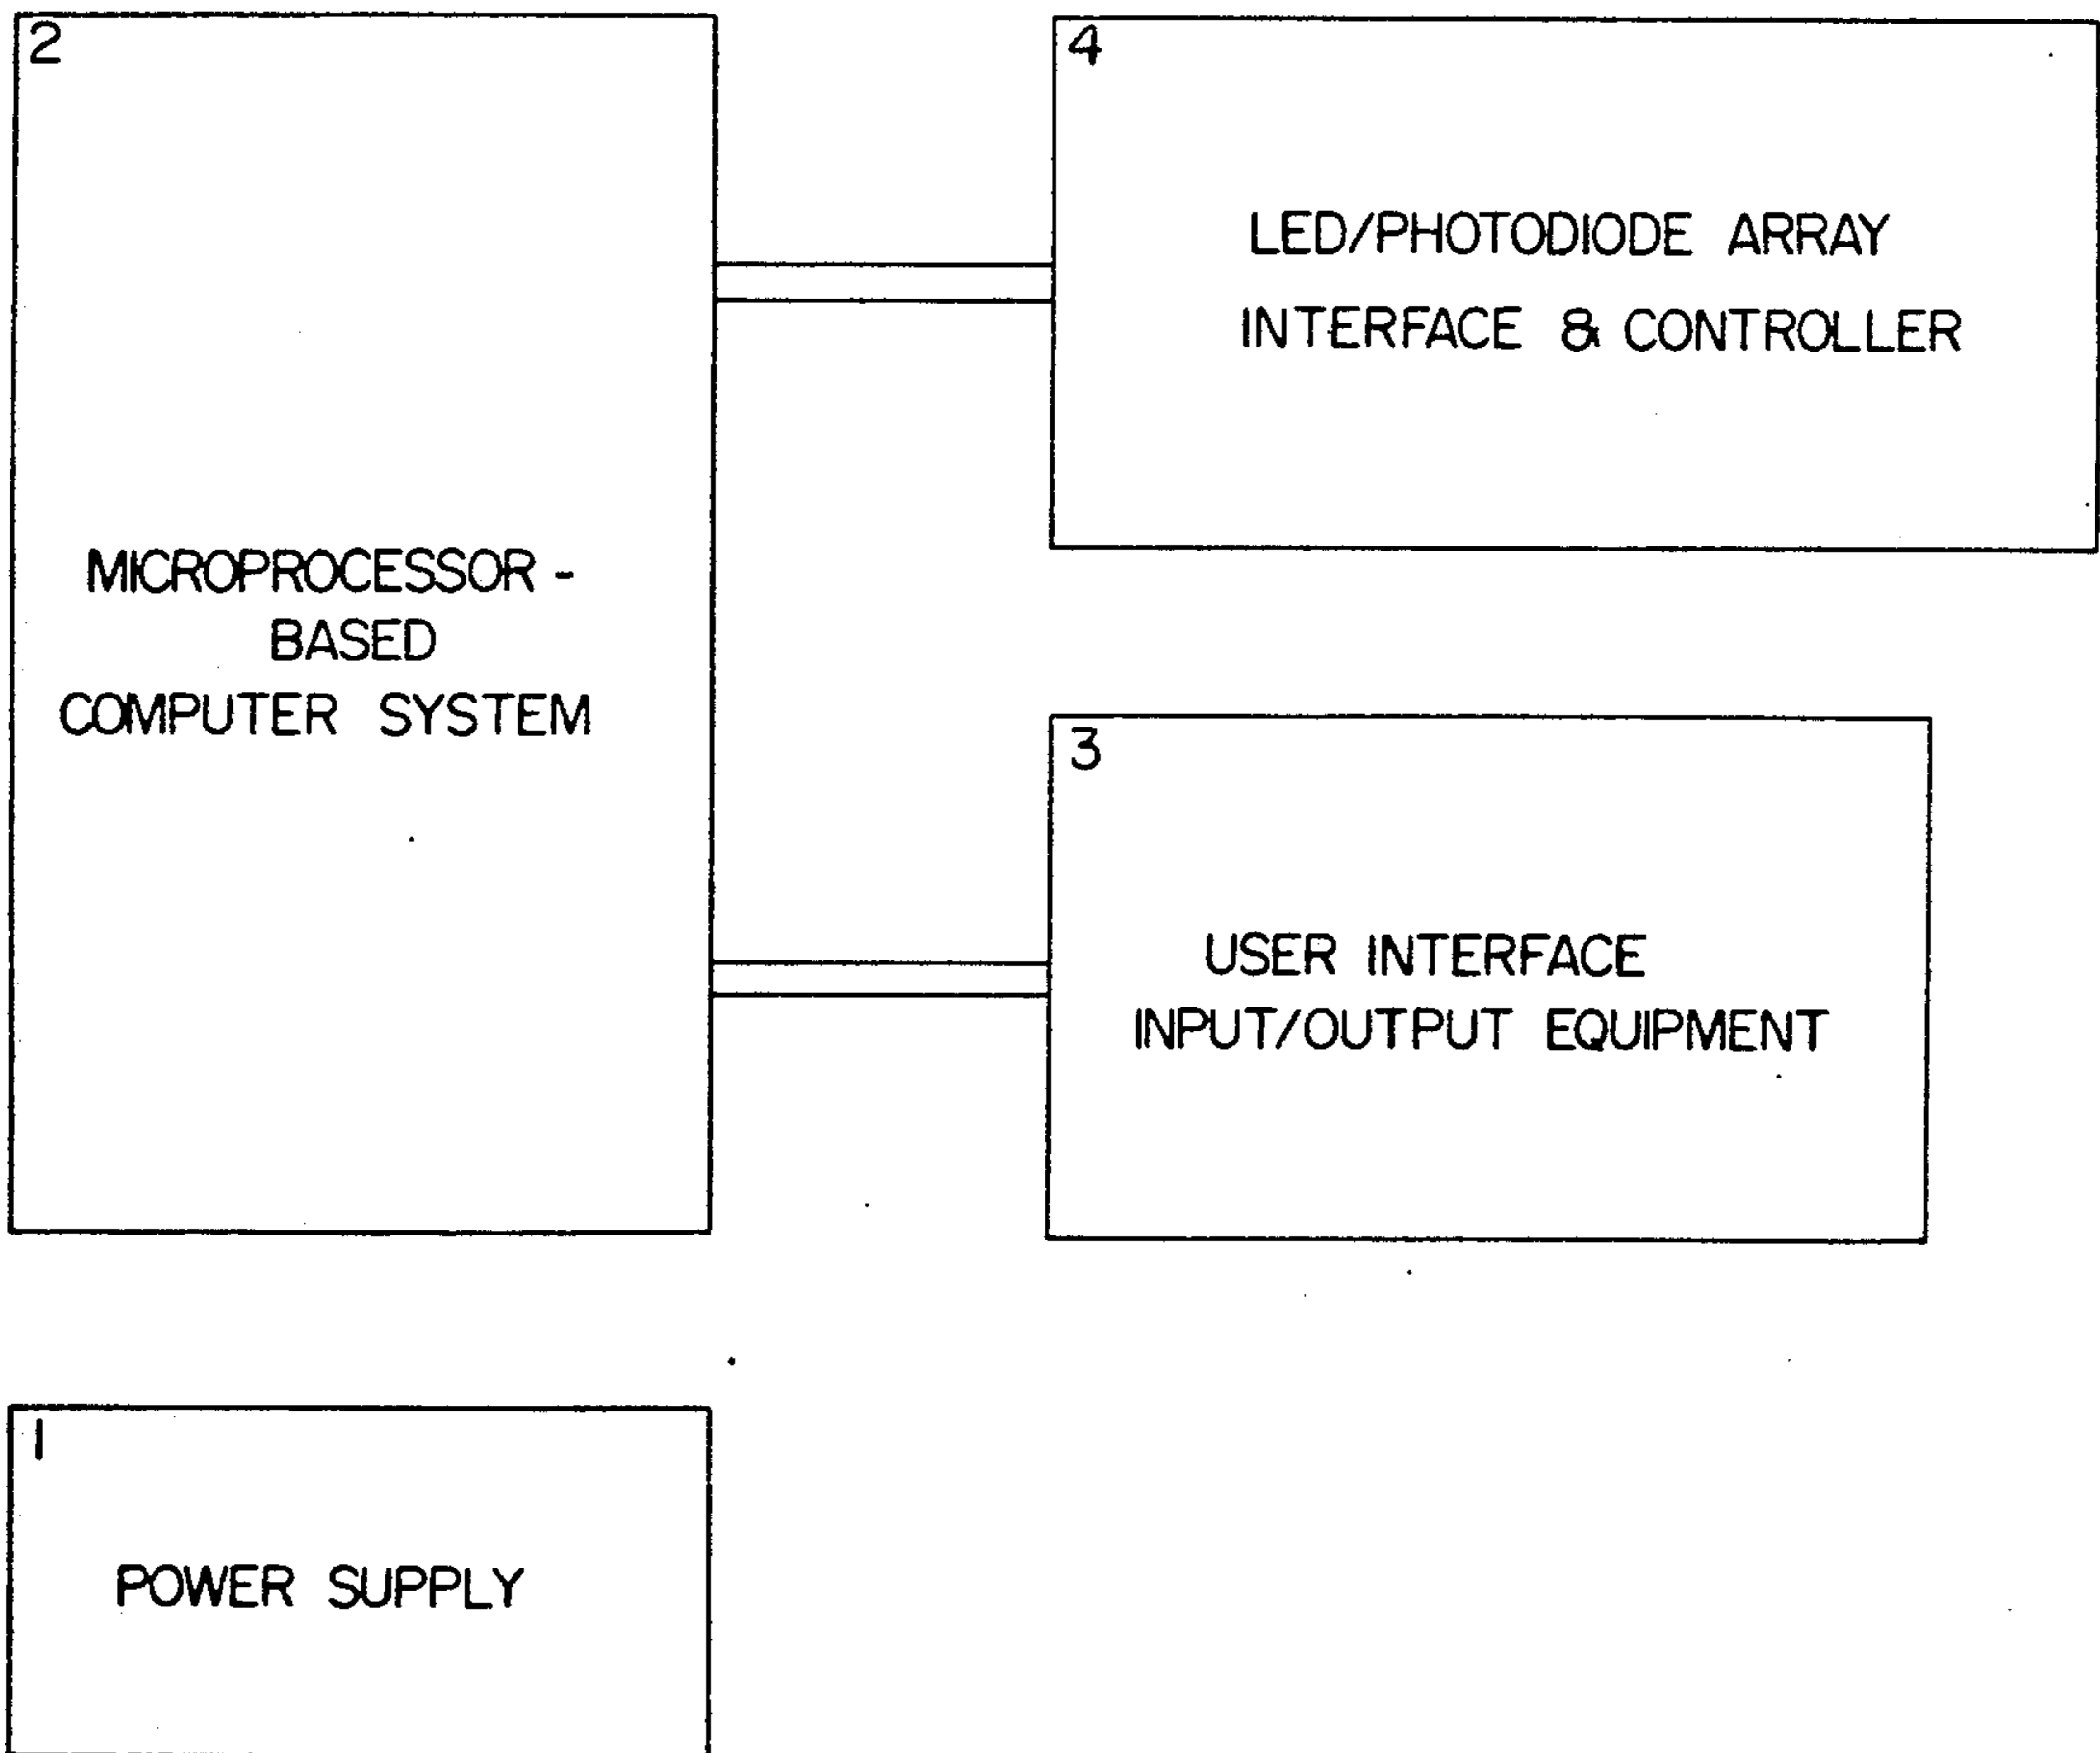 2
MICROPROCESSOR -
BASED
COMPUTER SYSTEM
4
LED/PHOTODIODE ARRAY
INTERFACE & CONTROLLER
3
USER INTERFACE
INPUT/OUTPUT EQUIPMENT
1
POWER SUPPLY